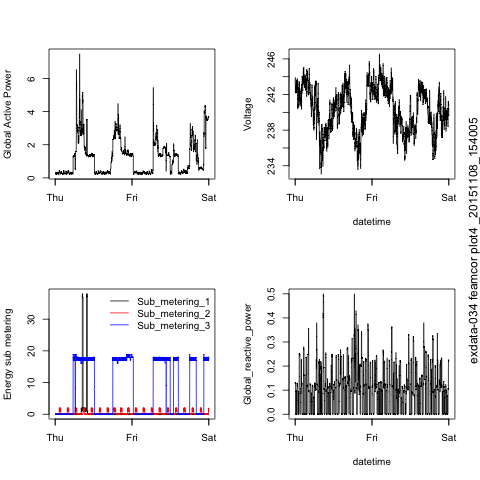 Global Active Power
0 2 4 6
Thu Fri Sat
Voltage
234 238 242 246
Thu Fri Sat
datetime
Energy sub metering
0 10 20 30
Sub_metering_1
Sub_metering_2
Sub_metering_3
Thu Fri Sat
Global_reactive_power
0.0 0.1 0.2 0.3 0.4 0.5
Thu Fri Sat
datetime
exdata-034 feamcor plot4 _20151108_154005